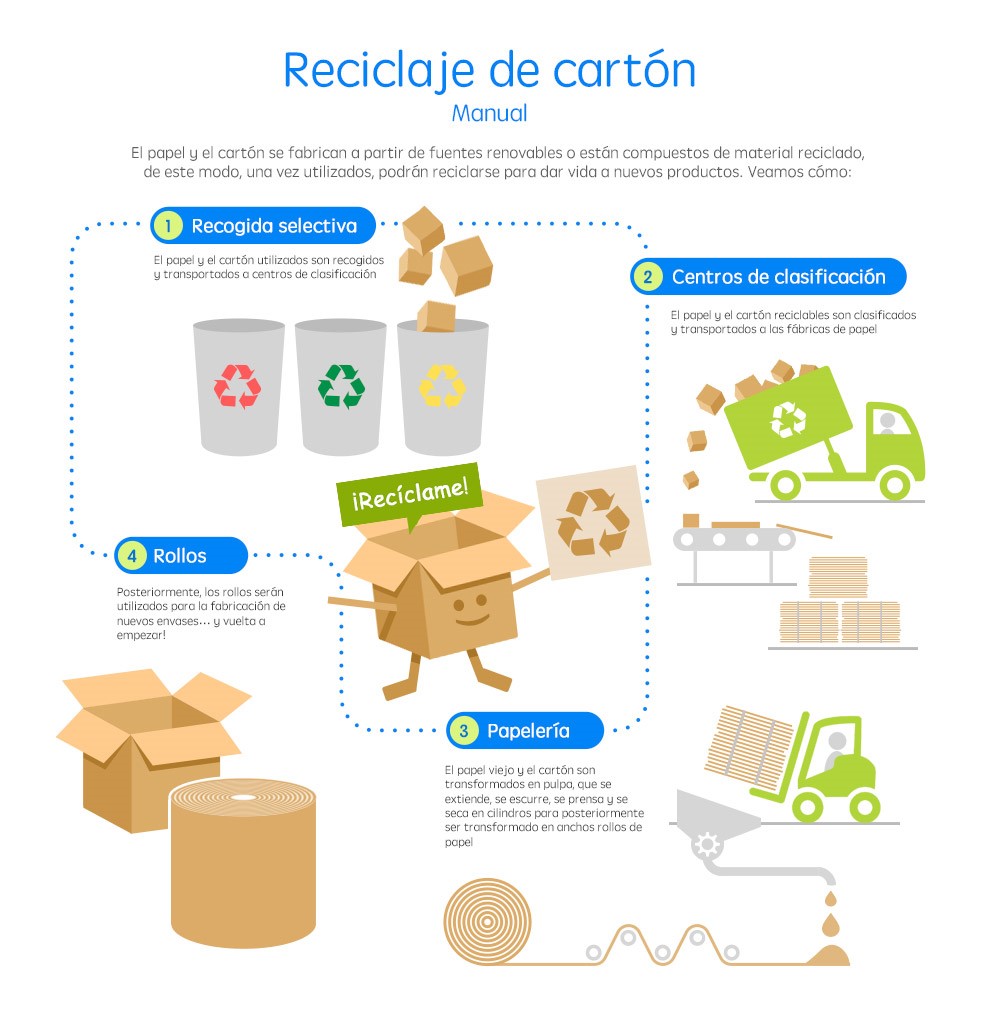 Reciclaje de cartón
Manual
El papel y el cartón se fabrican a partir de fuentes renovables o están compuestos de material reciclado,
de este modo, una vez utilizados, podrán reciclarse para dar vida a nuevos productos. Veamos cómo:
1 Recogida selectiva
El papel y el cartón utilizados son recogidos
y transportados a centros de clasificación
2 Centros de clasificación
El papel y el cartón reciclables son clasificados
y transportados a las fábricas de papel
¡Recíclame!
4 Rollos
Posteriormente, los rollos serán
utilizados para la fabricación de
nuevos envases... y vuelta a
empezar!
3 Papelería
El papel viejo y el cartón son
transformados en pulpa, que se
extiende, se escurre, se prensa y se
seca en cilindros para posteriormente
ser transformado en anchos rollos de
papel